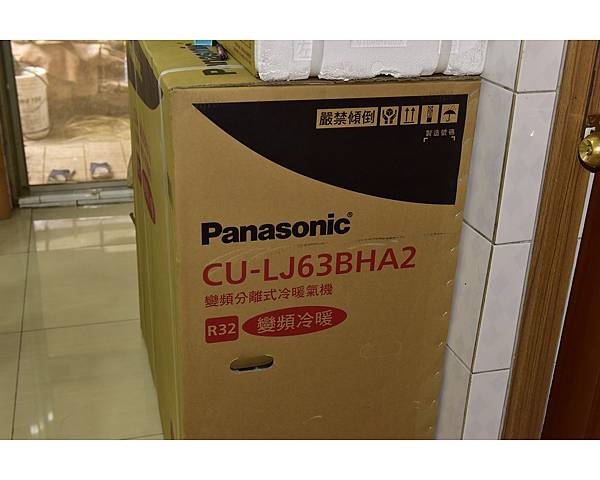 Pana
嚴禁傾倒
製造號碼
Panasonic®
CU-LJ63BHA2
變頻分離式冷暖氣機
R32 變頻冷暖